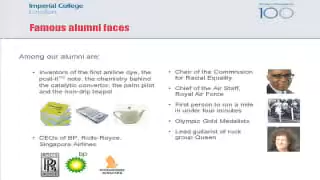 Imperial College
London
100
Famous alumni faces
Among our alumni are:
• Inventors of the first aniline dye, the
post-it™ note, the chemistry behind
the catalytic convertor, the palm pilot
and the non-drip teapot
• CEOs of BP, Rolls-Royce,
Singapore Airlines
bp
• Chair of the Commission
for Racial Equality
• Chief of the Air Staff,
Royal Air Force
• First person to run a mile
in under four minutes
• Olympic Gold Medalists
• Lead guitarist of rock
group Queen